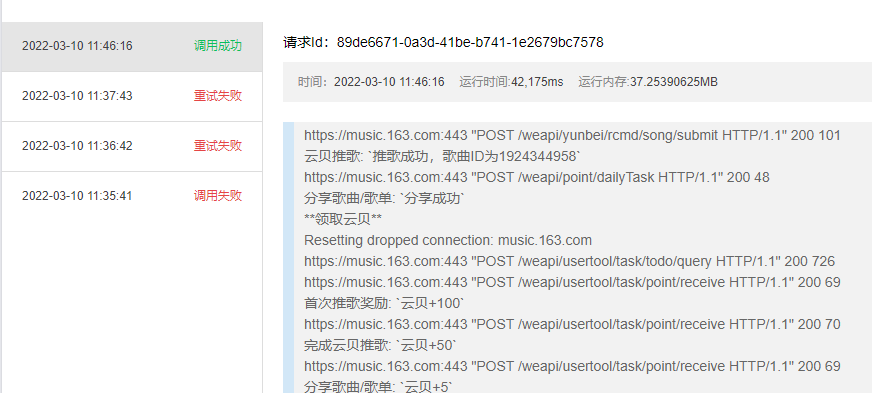 2022-03-10 11:46:16 调用成功
2022-03-10 11:37:43 重试失败
2022-03-10 11:36:42 重试失败
2022-03-10 11:35:41 调用失败
请求Id：89de6671-0a3d-41be-b741-1e2679bc7578
时间：2022-03-10 11:46:16 运行时间:42,175ms 运行内存:37.25390625MB
https://music.163.com:443 "POST /weapi/yunbei/rcmd/song/submit HTTP/1.1" 200 101
云贝推歌: `推歌成功，歌曲ID为1924344958`
https://music.163.com:443 "POST /weapi/point/dailyTask HTTP/1.1" 200 48
分享歌曲/歌单: `分享成功`
**领取云贝**
Resetting dropped connection: music.163.com
https://music.163.com:443 "POST /weapi/usertool/task/todo/query HTTP/1.1" 200 726
https://music.163.com:443 "POST /weapi/usertool/task/point/receive HTTP/1.1" 200 69
首次推歌奖励: `云贝+100`
https://music.163.com:443 "POST /weapi/usertool/task/point/receive HTTP/1.1" 200 70
完成云贝推歌: `云贝+50`
https://music.163.com:443 "POST /weapi/usertool/task/point/receive HTTP/1.1" 200 69
分享歌曲/歌单: `云贝+5`